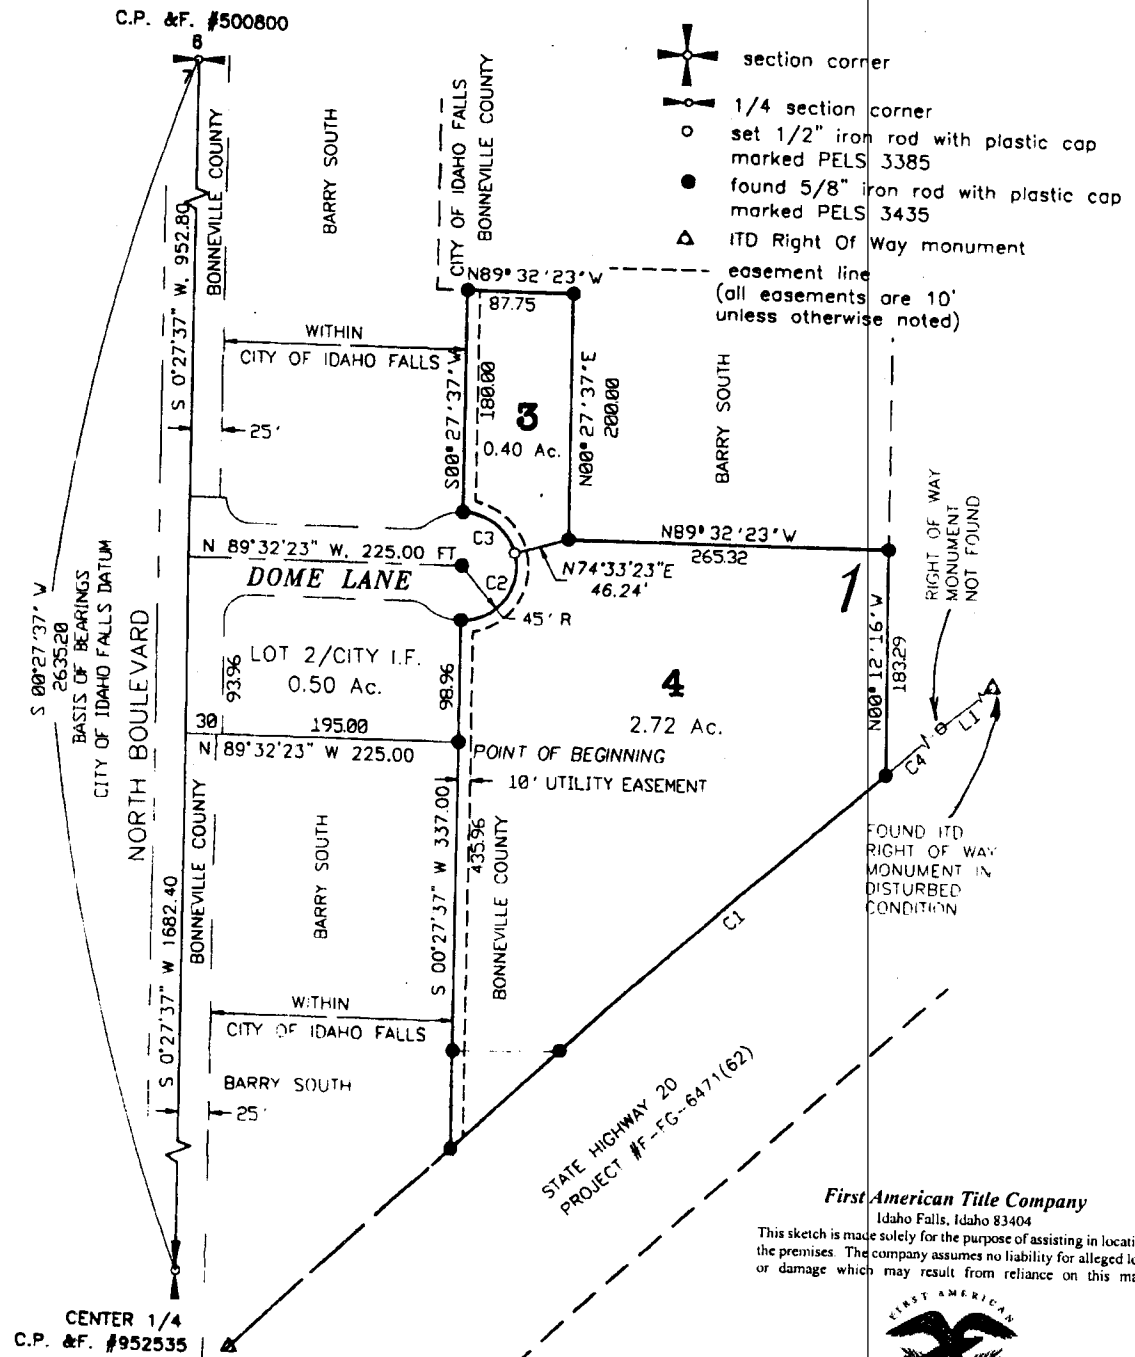 C.P. &F. #500800
6
7
section corner
1/4 section corner
set 1/2" iron rod with plastic cap
marked PELS 3385
found 5/8" iron rod with plastic cap
marked PELS 3435
ITD Right Of Way monument
easement line
(all easements are 10'
unless otherwise noted)
BONNEVILLE COUNTY
BARRY SOUTH
CITY OF IDAHO FALLS
BONNEVILLE COUNTY
S 0°27'37" W, 952.80
N89°32'23"W
87.75
WITHIN
CITY OF IDAHO FALLS
S00°27'37"W
180.00
3
0.40 Ac.
N00°27'37"E
200.00
BARRY SOUTH
25'
C3
N 89°32'23" W, 225.00 FT
DOME LANE
C2
N74°33'23"E
46.24'
45' R
N89°32'23"W
265.32
1
RIGHT OF WAY
MONUMENT
NOT FOUND
S 00°27'37" W
2635.20
BASIS OF BEARINGS
CITY OF IDAHO FALLS DATUM
NORTH BOULEVARD
LOT 2/CITY I.F.
0.50 Ac.
93.96
98.96
30
195.00
N 89°32'23" W 225.00
4
2.72 Ac.
N00°12'16"W
183.29
L1
C4
POINT OF BEGINNING
10' UTILITY EASEMENT
FOUND ITD
RIGHT OF WAY
MONUMENT IN
DISTURBED
CONDITION
S 0°27'37" W 1682.40
BONNEVILLE COUNTY
BARRY SOUTH
S 00°27'37" W 337.00
435.96
BONNEVILLE COUNTY
C1
WITHIN
CITY OF IDAHO FALLS
BARRY SOUTH
25'
STATE HIGHWAY 20
PROJECT #F-FG-6471(62)
First American Title Company
Idaho Falls, Idaho 83404
This sketch is made solely for the purpose of assisting in locati
the premises. The company assumes no liability for alleged lo
or damage which may result from reliance on this ma
FIRST AMERICAN
CENTER 1/4
C.P. &F. #952535